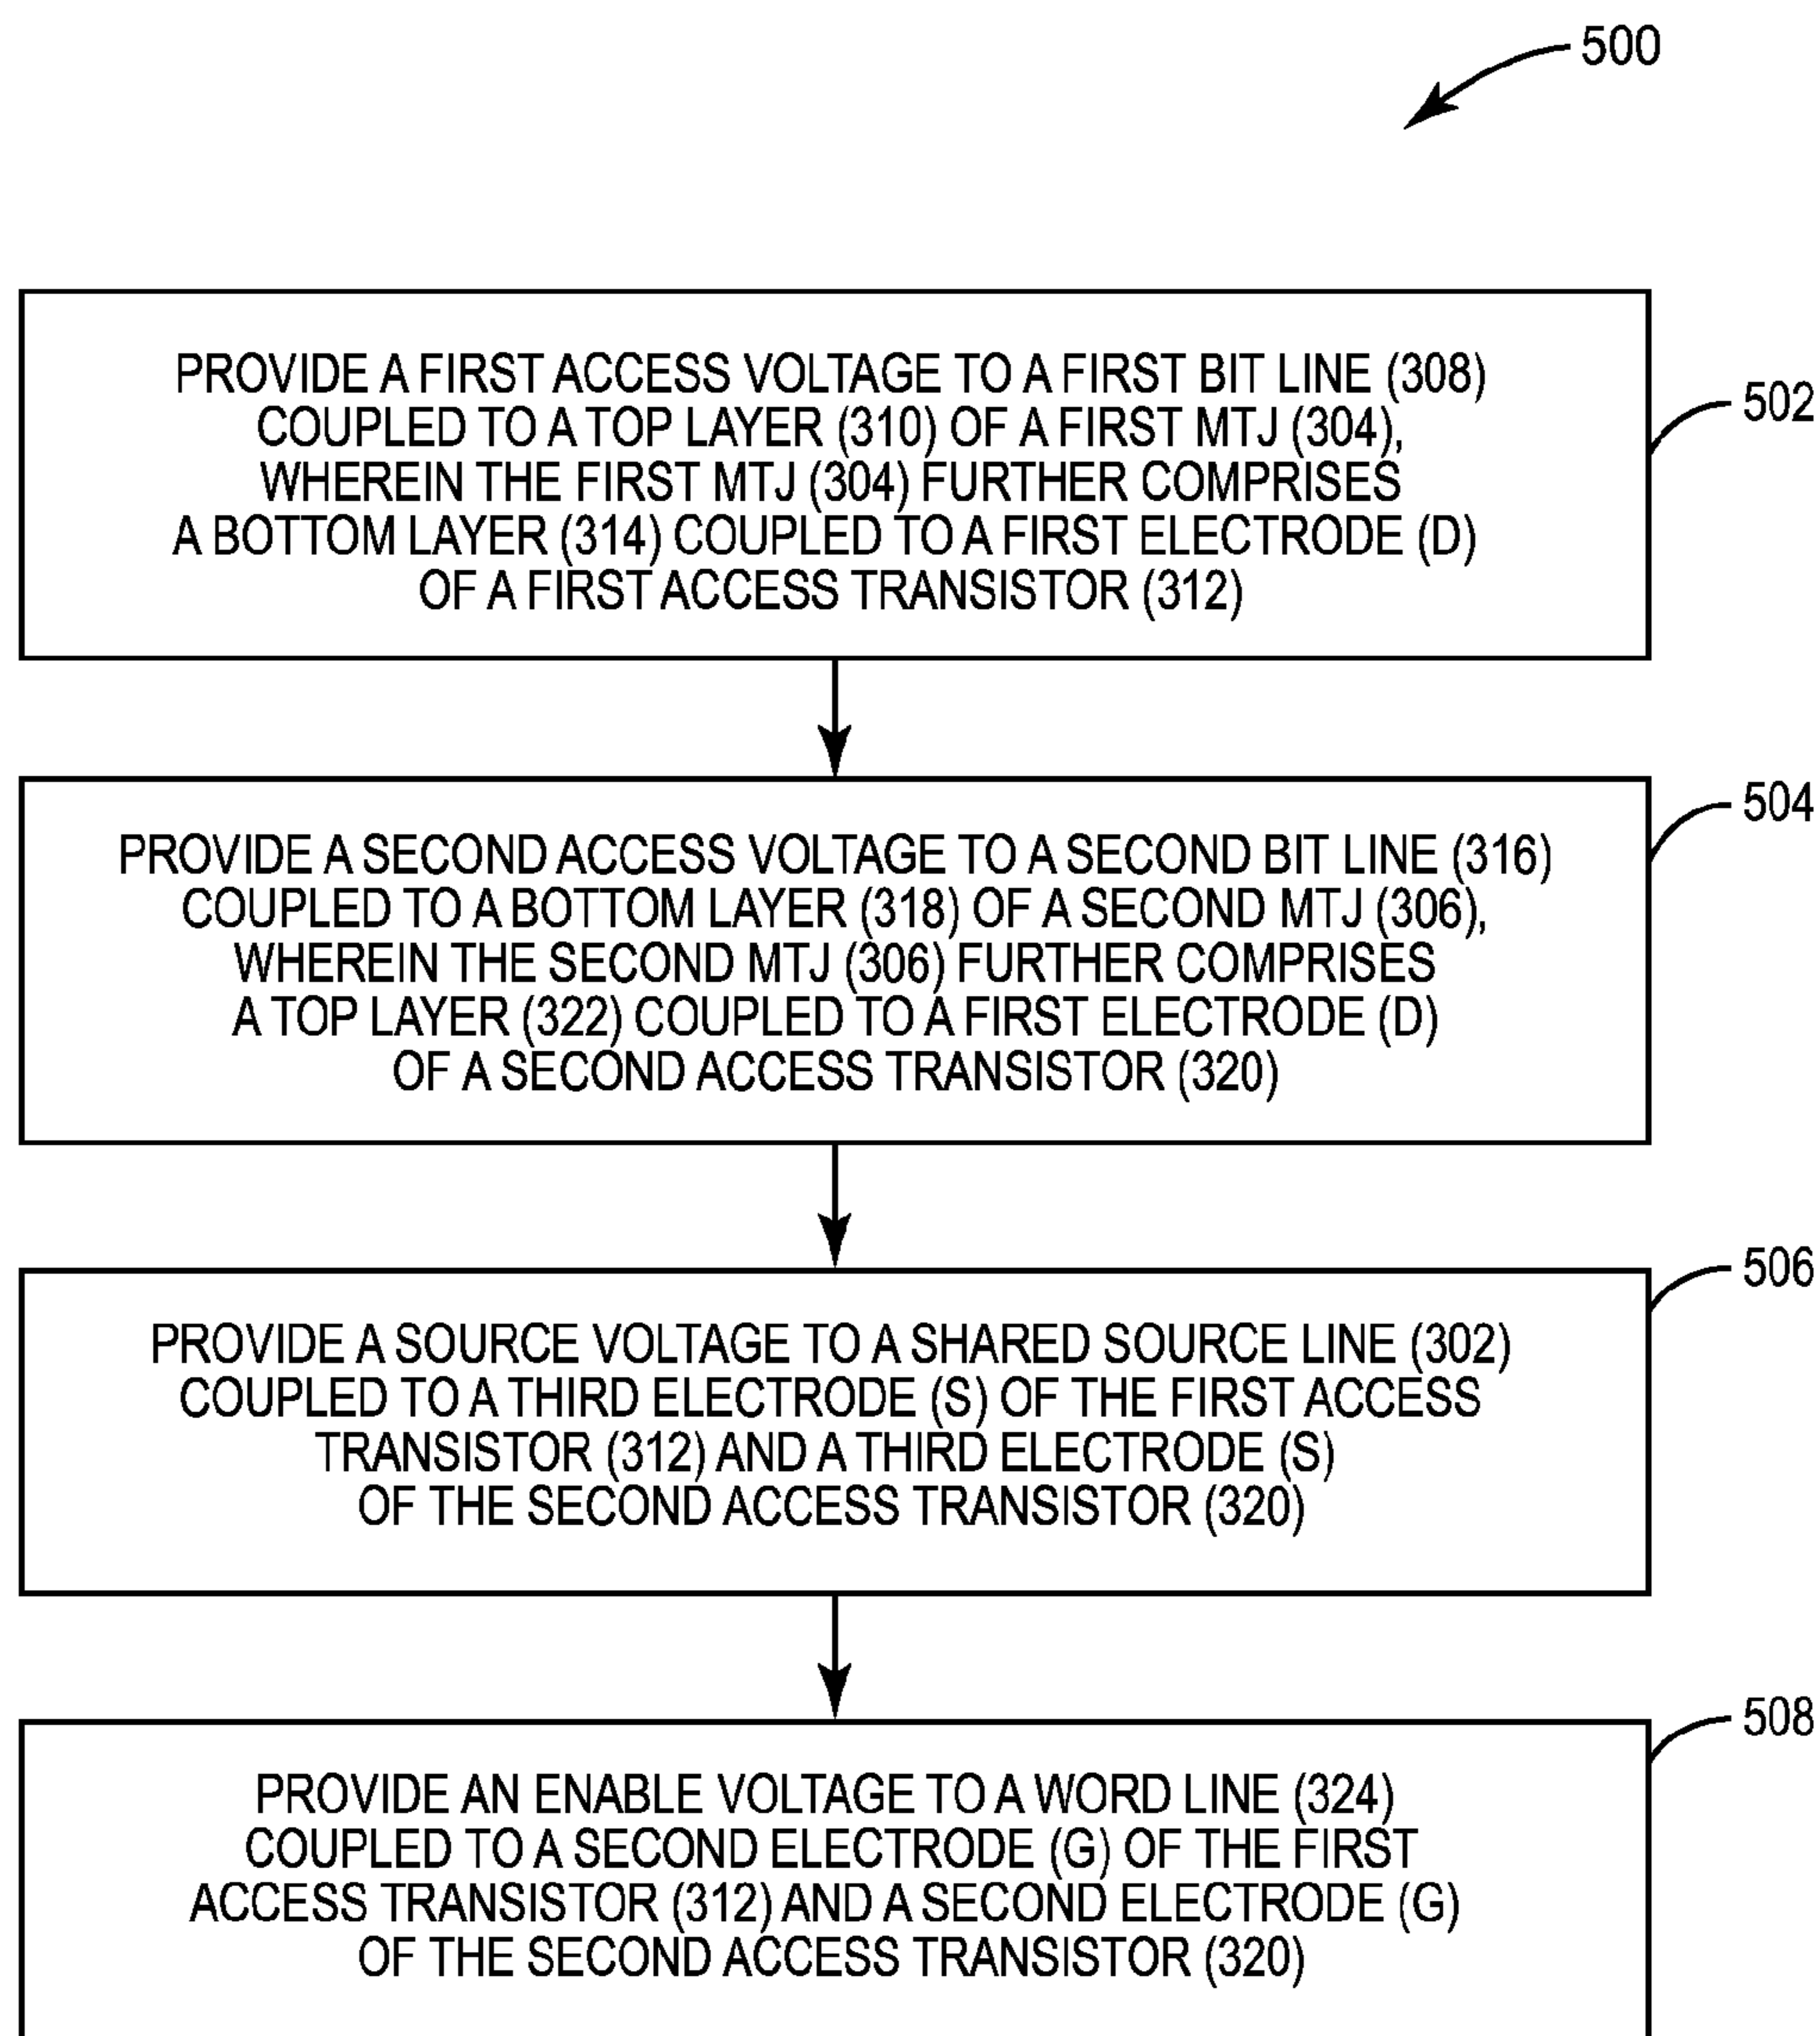 500
PROVIDE A FIRST ACCESS VOLTAGE TO A FIRST BIT LINE (308)
COUPLED TO A TOP LAYER (310) OF A FIRST MTJ (304),
WHEREIN THE FIRST MTJ (304) FURTHER COMPRISES
A BOTTOM LAYER (314) COUPLED TO A FIRST ELECTRODE (D)
OF A FIRST ACCESS TRANSISTOR (312)
502
PROVIDE A SECOND ACCESS VOLTAGE TO A SECOND BIT LINE (316)
COUPLED TO A BOTTOM LAYER (318) OF A SECOND MTJ (306),
WHEREIN THE SECOND MTJ (306) FURTHER COMPRISES
A TOP LAYER (322) COUPLED TO A FIRST ELECTRODE (D)
OF A SECOND ACCESS TRANSISTOR (320)
504
PROVIDE A SOURCE VOLTAGE TO A SHARED SOURCE LINE (302)
COUPLED TO A THIRD ELECTRODE (S) OF THE FIRST ACCESS
TRANSISTOR (312) AND A THIRD ELECTRODE (S)
OF THE SECOND ACCESS TRANSISTOR (320)
506
PROVIDE AN ENABLE VOLTAGE TO A WORD LINE (324)
COUPLED TO A SECOND ELECTRODE (G) OF THE FIRST
ACCESS TRANSISTOR (312) AND A SECOND ELECTRODE (G)
OF THE SECOND ACCESS TRANSISTOR (320)
508